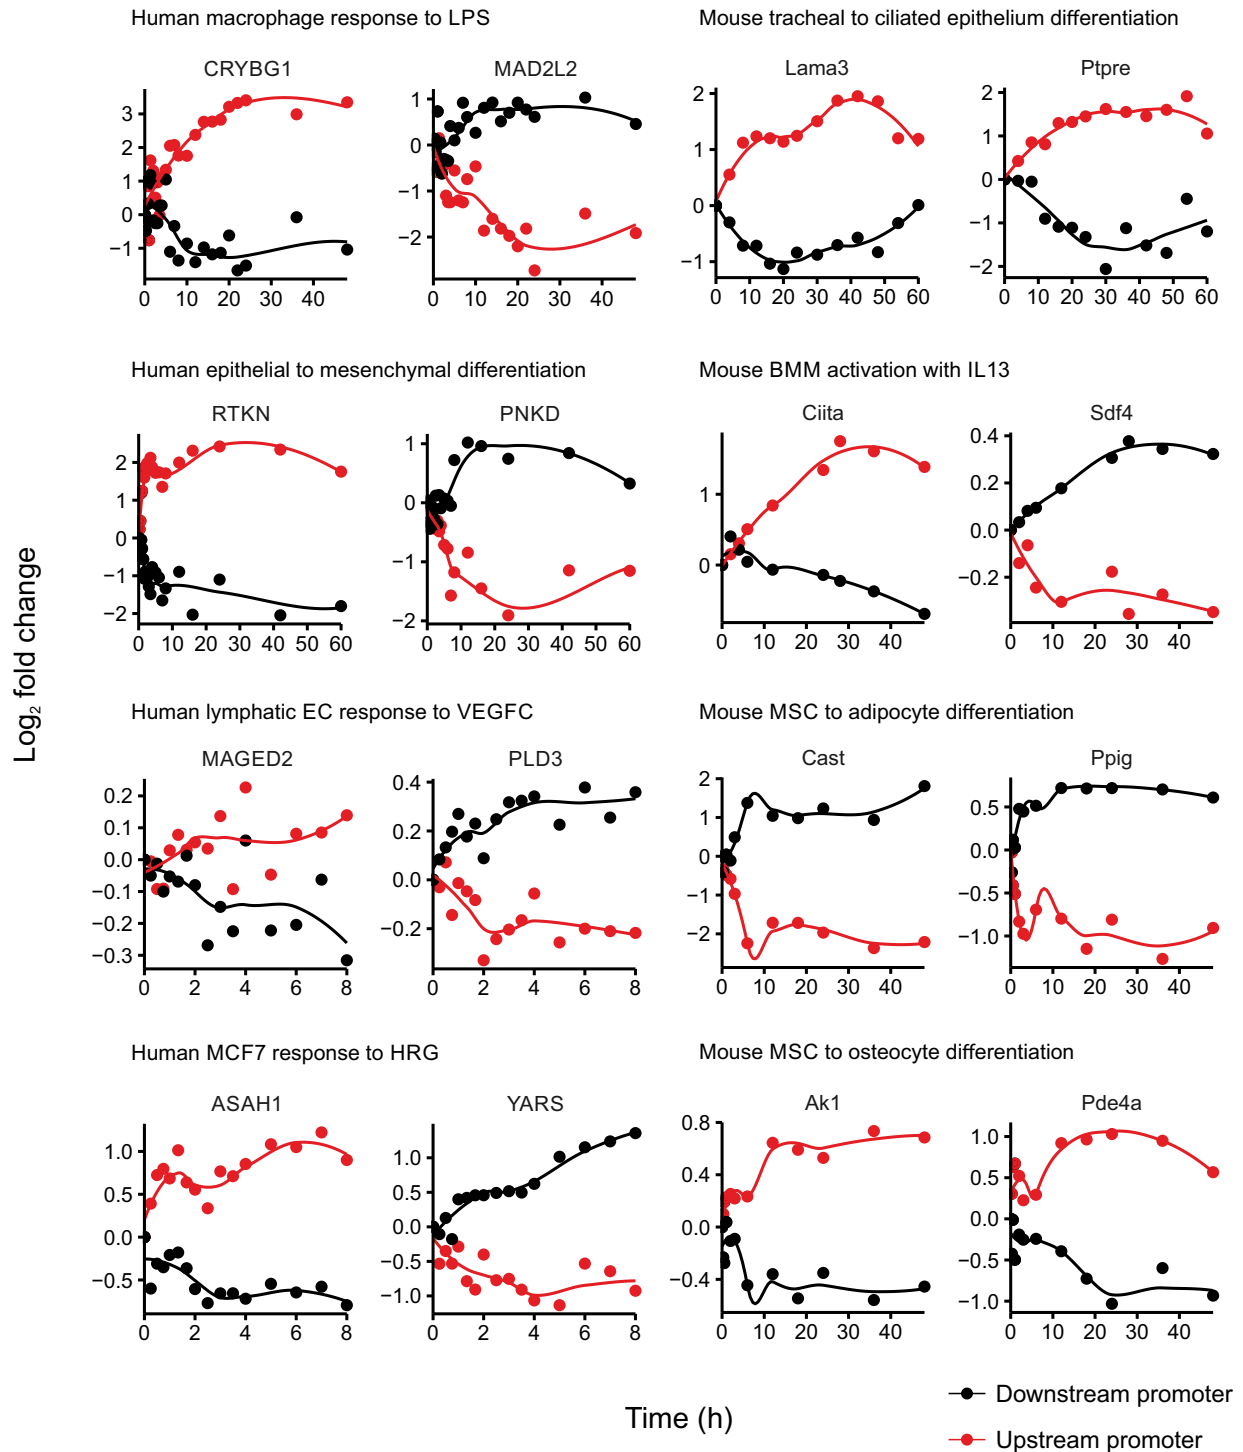 Human macrophage response to LPS
Mouse tracheal to ciliated epithelium differentiation
CRYBG1
MAD2L2
Lama3
Ptpre
3
2
1
0
−1
0 10 20 30 40
1
0
−1
−2
0 10 20 30 40
2
1
0
−1
0 10 20 30 40 50 60
2
1
0
−1
−2
0 10 20 30 40 50 60
Human epithelial to mesenchymal differentiation
Mouse BMM activation with IL13
RTKN
PNKD
Ciita
Sdf4
2
1
0
−1
−2
0 10 20 30 40 50 60
1
0
−1
−2
0 10 20 30 40 50 60
1
0
0 10 20 30 40
0.4
0.2
0.0
−0.2
0 10 20 30 40
Log2 fold change
Human lymphatic EC response to VEGFC
Mouse MSC to adipocyte differentiation
MAGED2
PLD3
Cast
Ppig
0.2
0.1
0.0
−0.1
−0.2
−0.3
0 2 4 6 8
0.4
0.2
0.0
−0.2
0 2 4 6 8
2
1
0
−1
−2
0 10 20 30 40
0.5
0.0
−0.5
−1.0
0 10 20 30 40
Human MCF7 response to HRG
Mouse MSC to osteocyte differentiation
ASAH1
YARS
Ak1
Pde4a
1.0
0.5
0.0
−0.5
0 2 4 6 8
1.0
0.5
0.0
−0.5
−1.0
0 2 4 6 8
0.8
0.4
0.0
−0.4
0 10 20 30 40
1.0
0.5
0.0
−0.5
−1.0
0 10 20 30 40
Time (h)
Downstream promoter
Upstream promoter